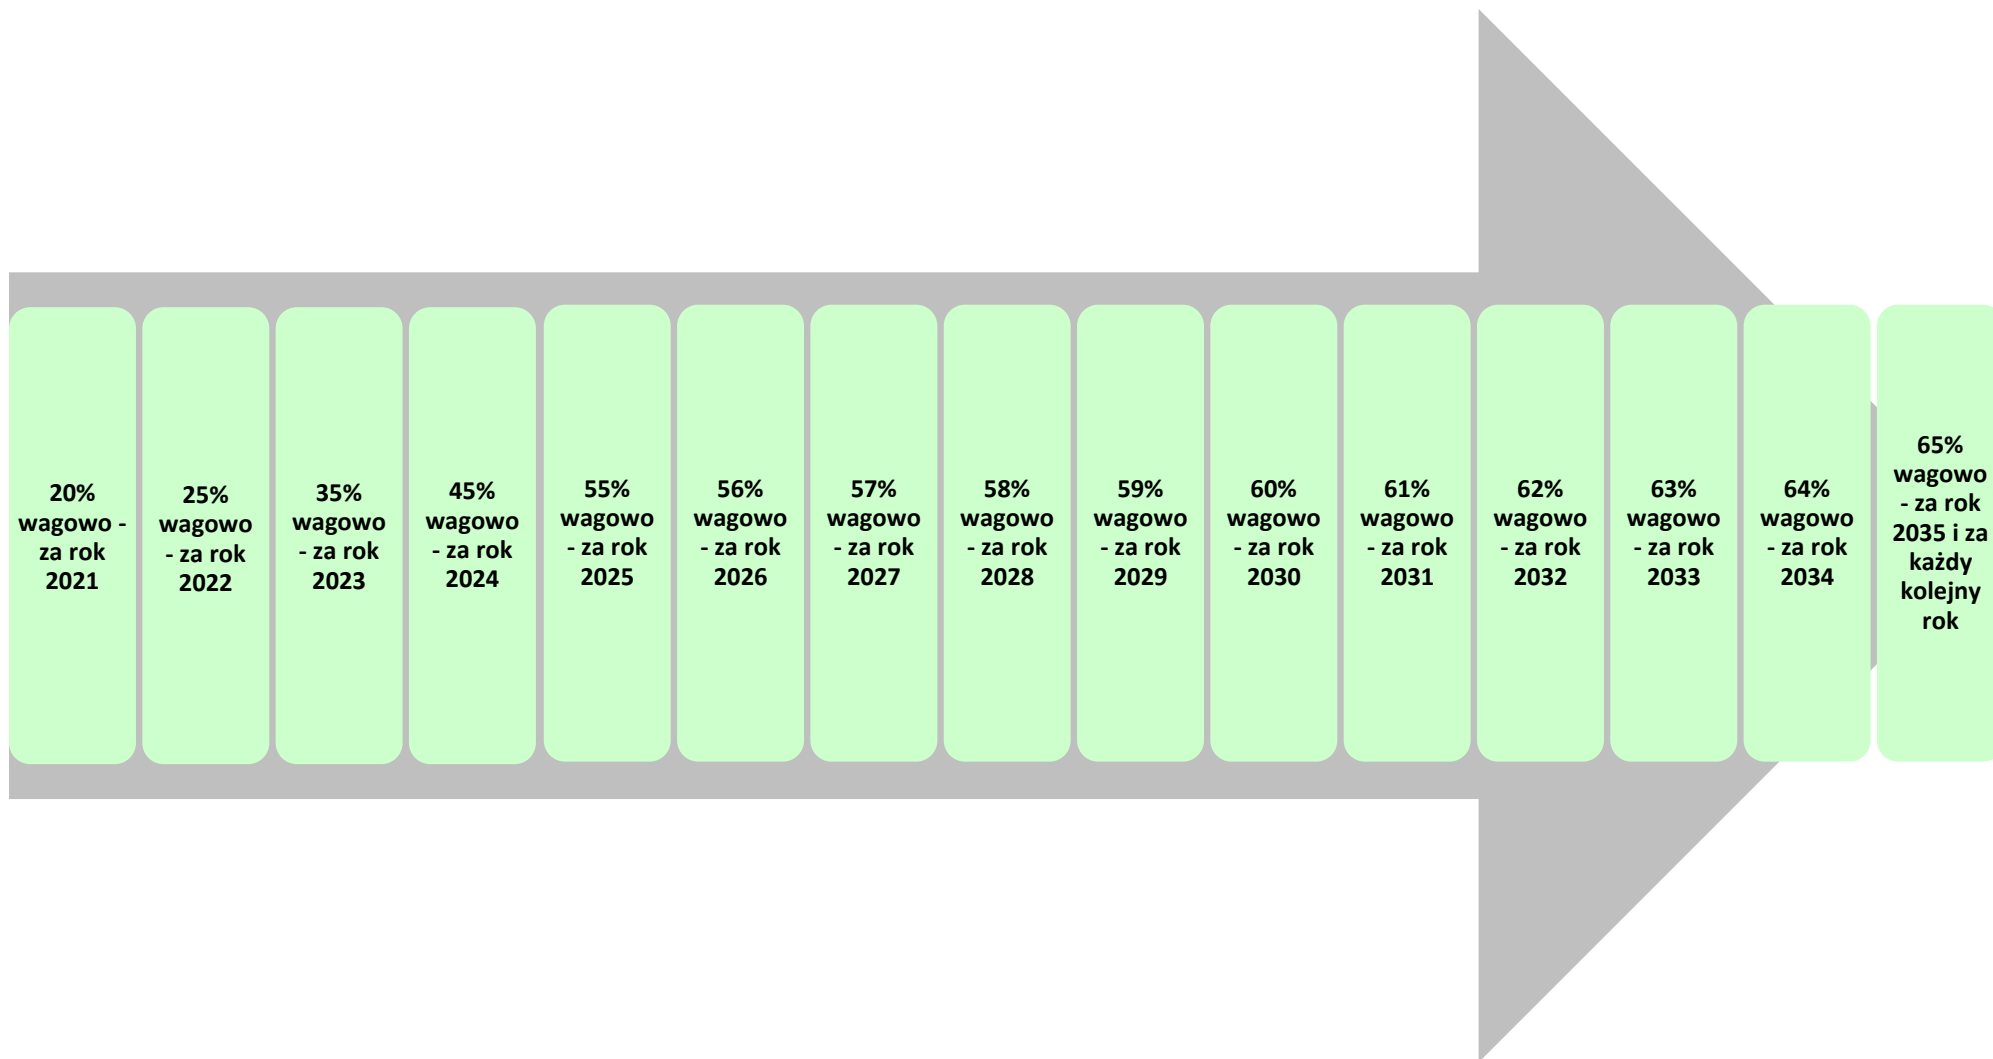 20%
wagowo -
za rok
2021
25%
wagowo
- za rok
2022
35%
wagowo
- za rok
2023
45%
wagowo
- za rok
2024
55%
wagowo
- za rok
2025
56%
wagowo
- za rok
2026
57%
wagowo
- za rok
2027
58%
wagowo
- za rok
2028
59%
wagowo
- za rok
2029
60%
wagowo
- za rok
2030
61%
wagowo
- za rok
2031
62%
wagowo
- za rok
2032
63%
wagowo
- za rok
2033
64%
wagowo
- za rok
2034
65%
wagowo
- za rok
2035 i za
każdy
kolejny
rok